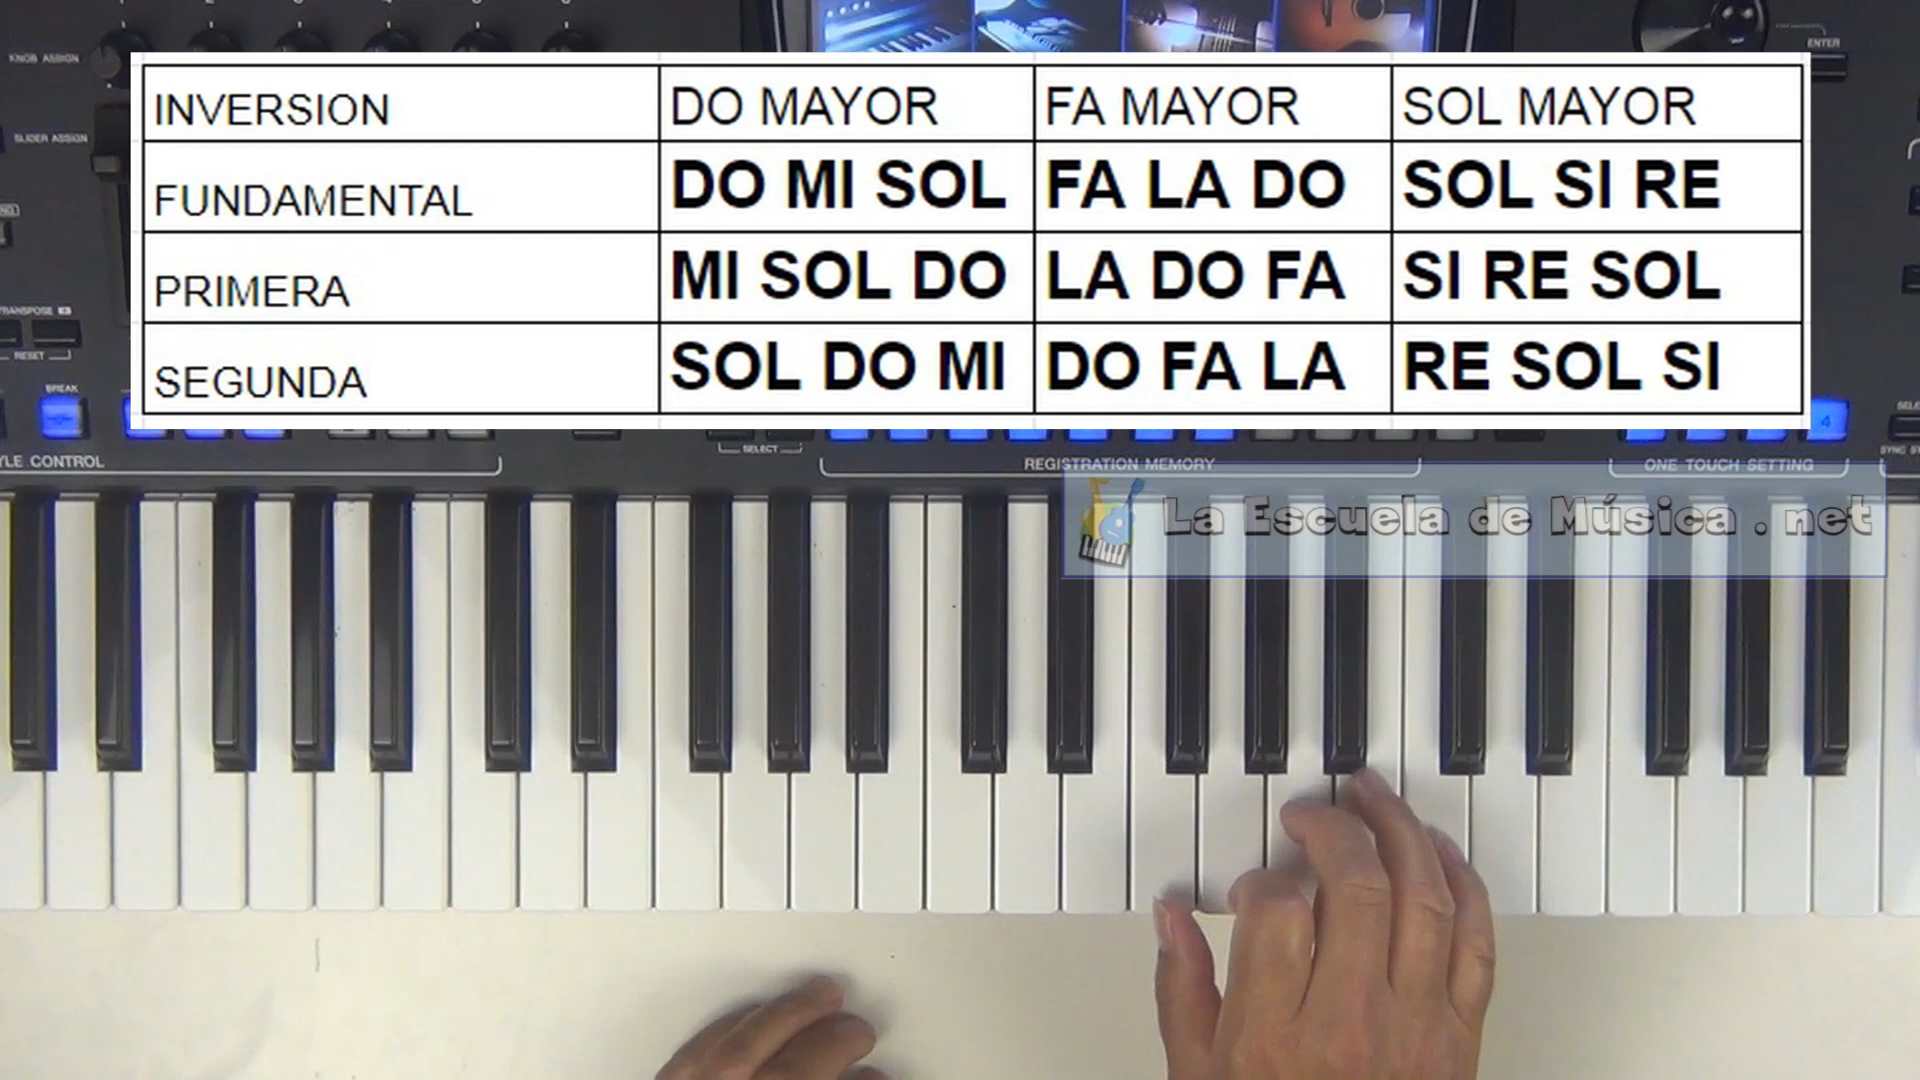 KNOB ASSIGN
ENTER
SLIDER ASSIGN
INVERSION DO MAYOR FA MAYOR SOL MAYOR
FUNDAMENTAL DO MI SOL FA LA DO SOL SI RE
PRIMERA MI SOL DO LA DO FA SI RE SOL
SEGUNDA SOL DO MI DO FA LA RE SOL SI
RESET
BREAK
4
SELECT
REGISTRATION MEMORY
ONE TOUCH SETTING
CONTROL
La Escuela de Música . net